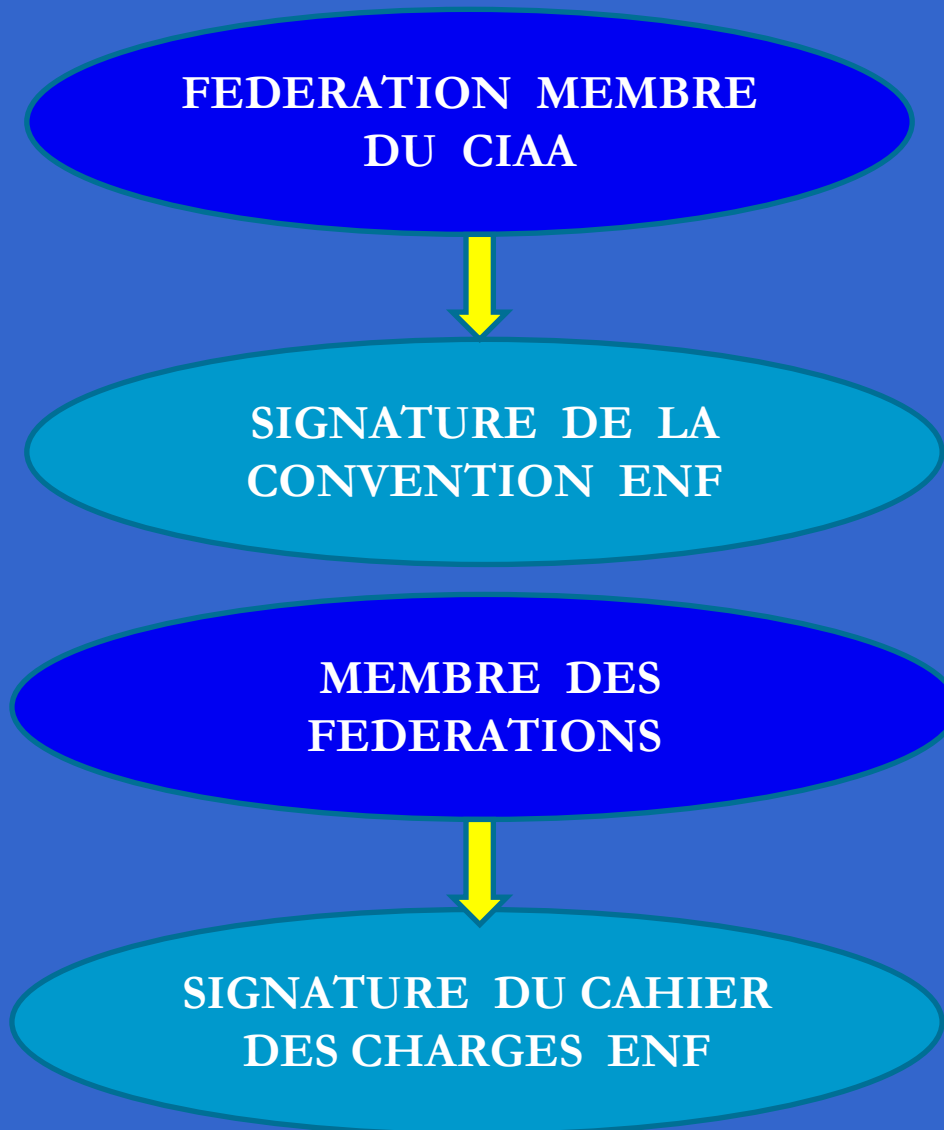 FEDERATION MEMBRE
DU CIAA
SIGNATURE DE LA
CONVENTION ENF
MEMBRE DES
FEDERATIONS
SIGNATURE DU CAHIER
DES CHARGES ENF